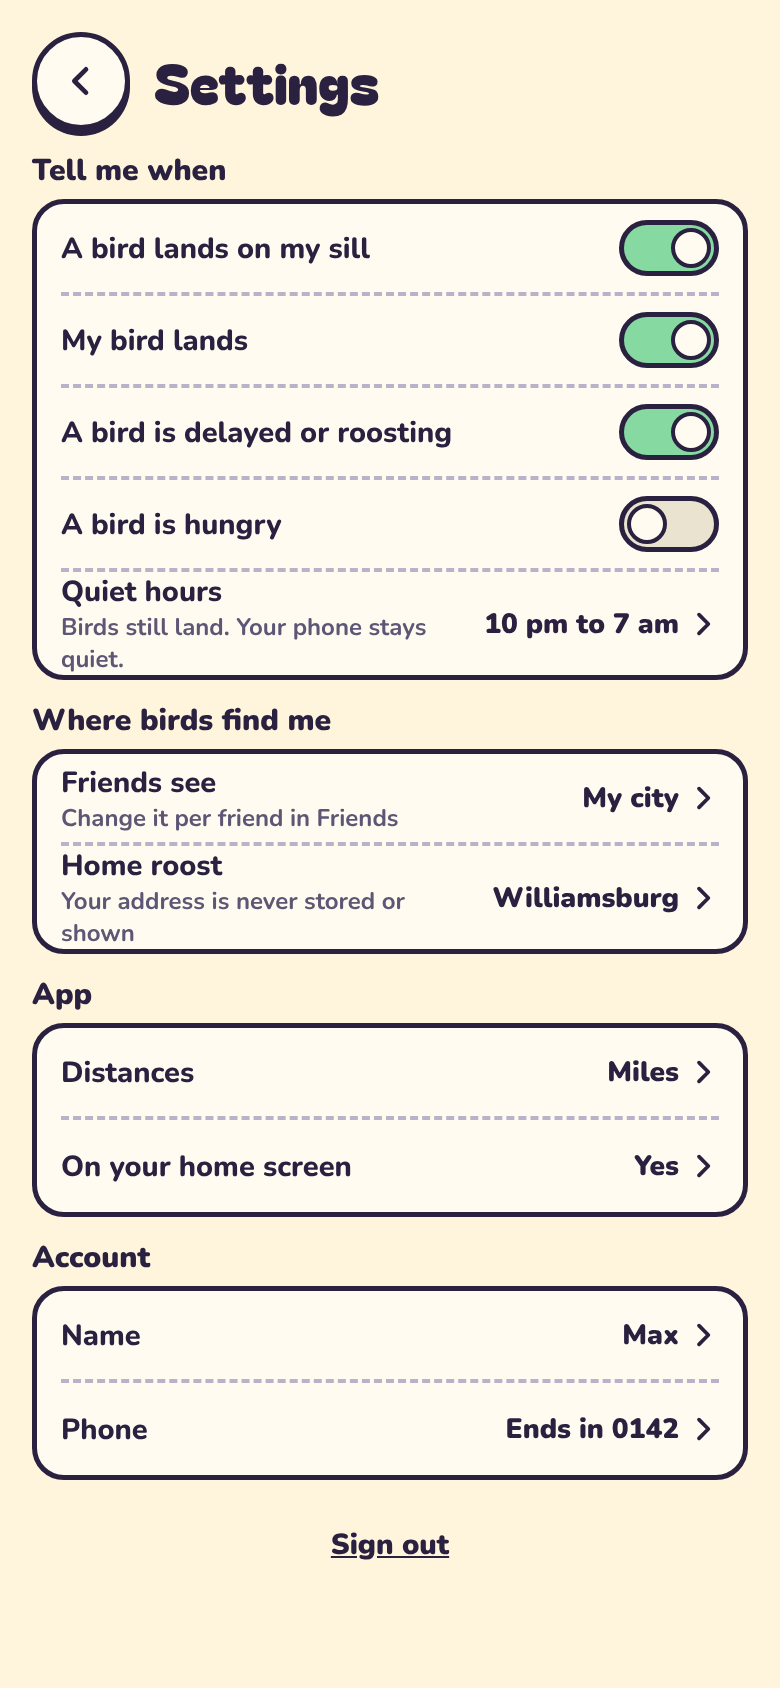 Settings
Tell me when
A bird lands on my sill
My bird lands
A bird is delayed or roosting
A bird is hungry
Quiet hours
Birds still land. Your phone stays
quiet.
10 pm to 7 am
Where birds find me
Friends see
Change it per friend in Friends
My city
Home roost
Your address is never stored or
shown
Williamsburg
App
Distances
Miles
On your home screen
Yes
Account
Name
Max
Phone
Ends in 0142
Sign out